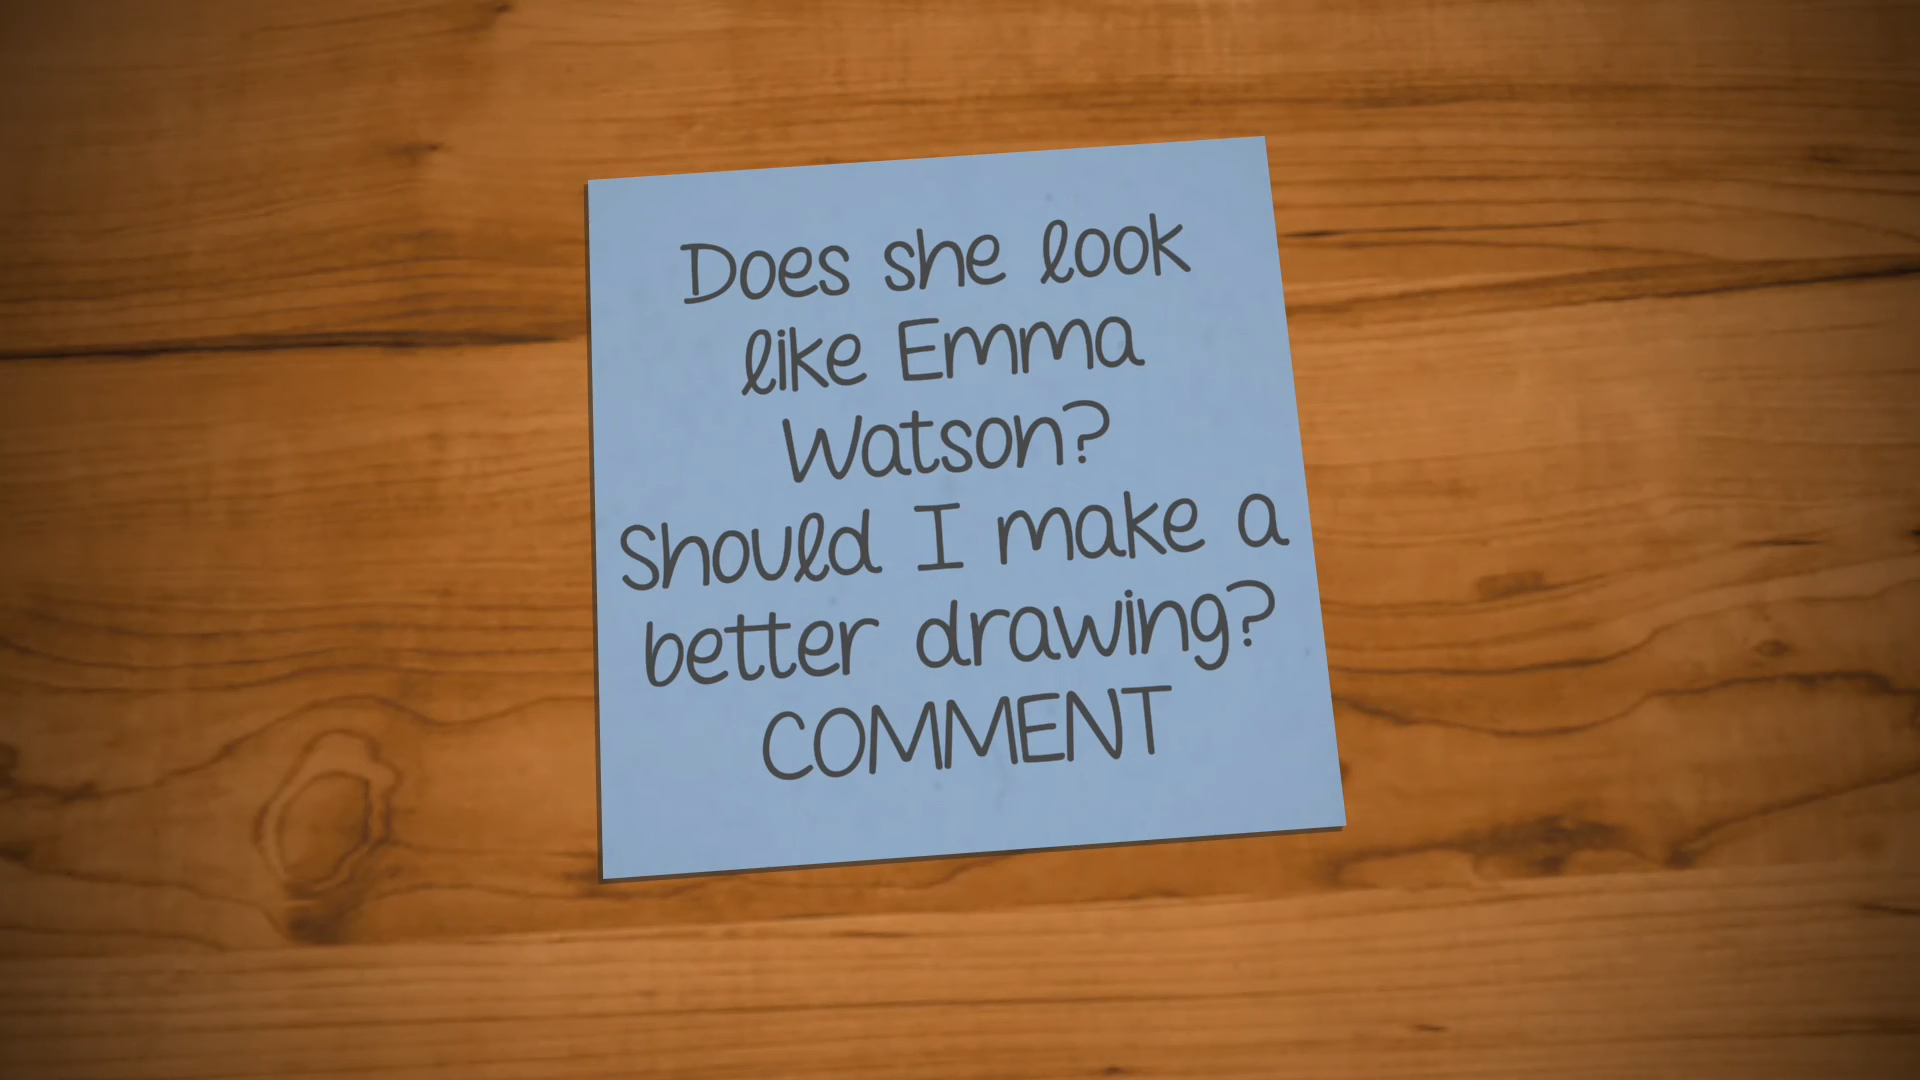 Does she look
like Emma
Watson?
Should I make a
better drawing?
COMMENT